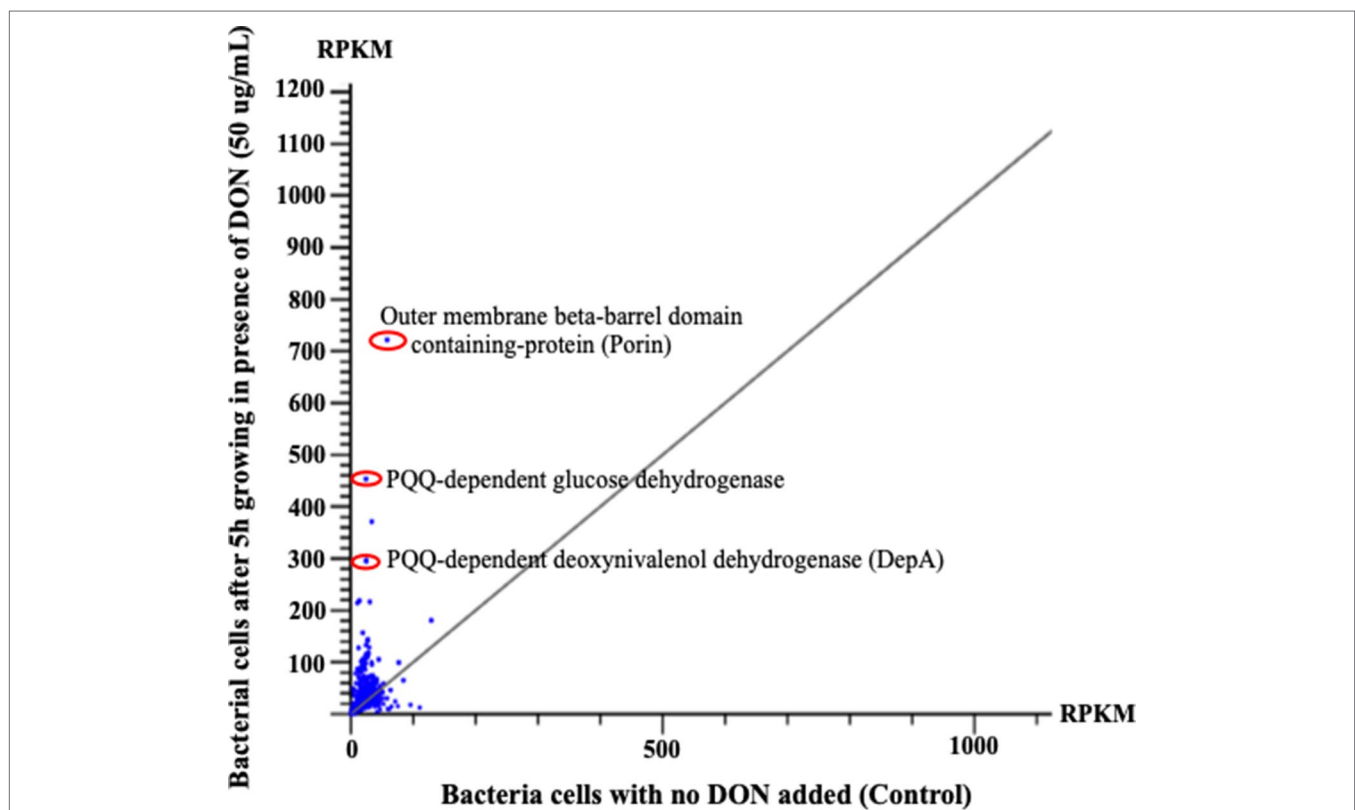 RPKM
Bacterial cells after 5h growing in presence of DON (50 ug/mL)
1200
1100
1000
900
800
Outer membrane beta-barrel domain
containing-protein (Porin)
700
600
500
PQQ-dependent glucose dehydrogenase
400
300
PQQ-dependent deoxynivalenol dehydrogenase (DepA)
200
100
RPKM
0
500
1000
Bacteria cells with no DON added (Control)